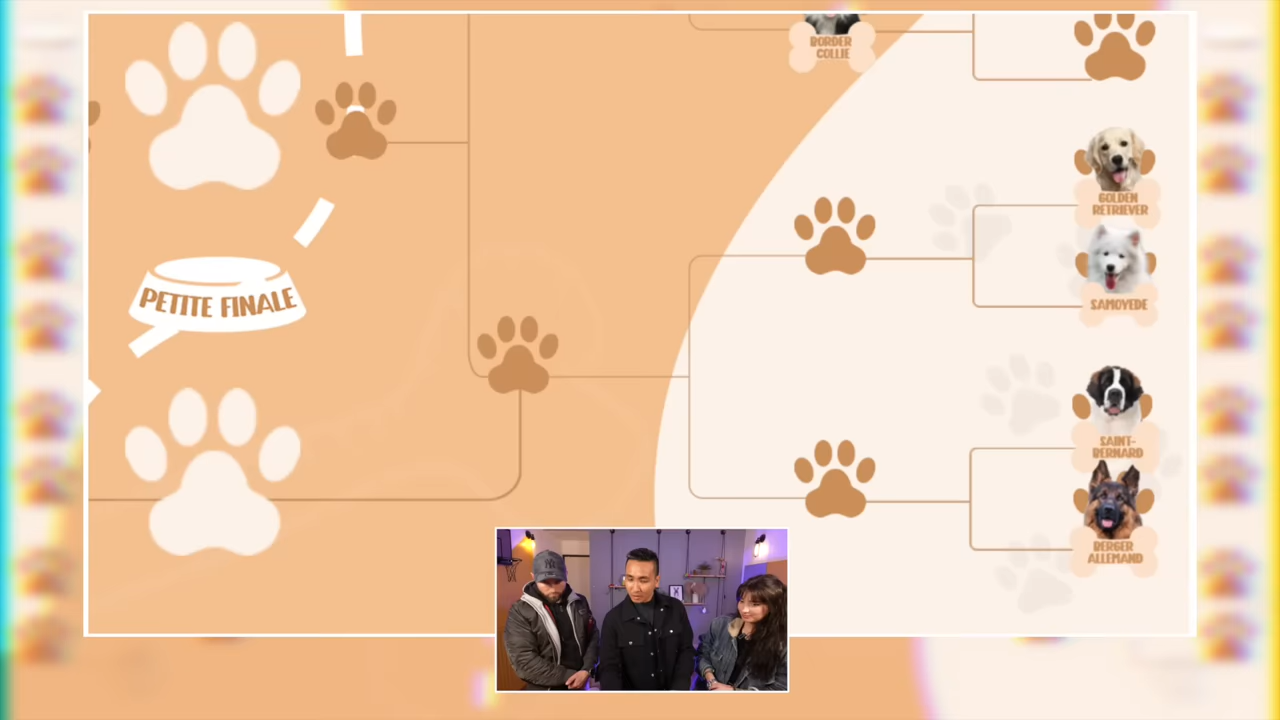 BORDER
COLLIE
GOLDEN
RETRIEVER
SAMOYEDE
PETITE FINALE
SAINT-
BERNARD
BERGER
ALLEMAND